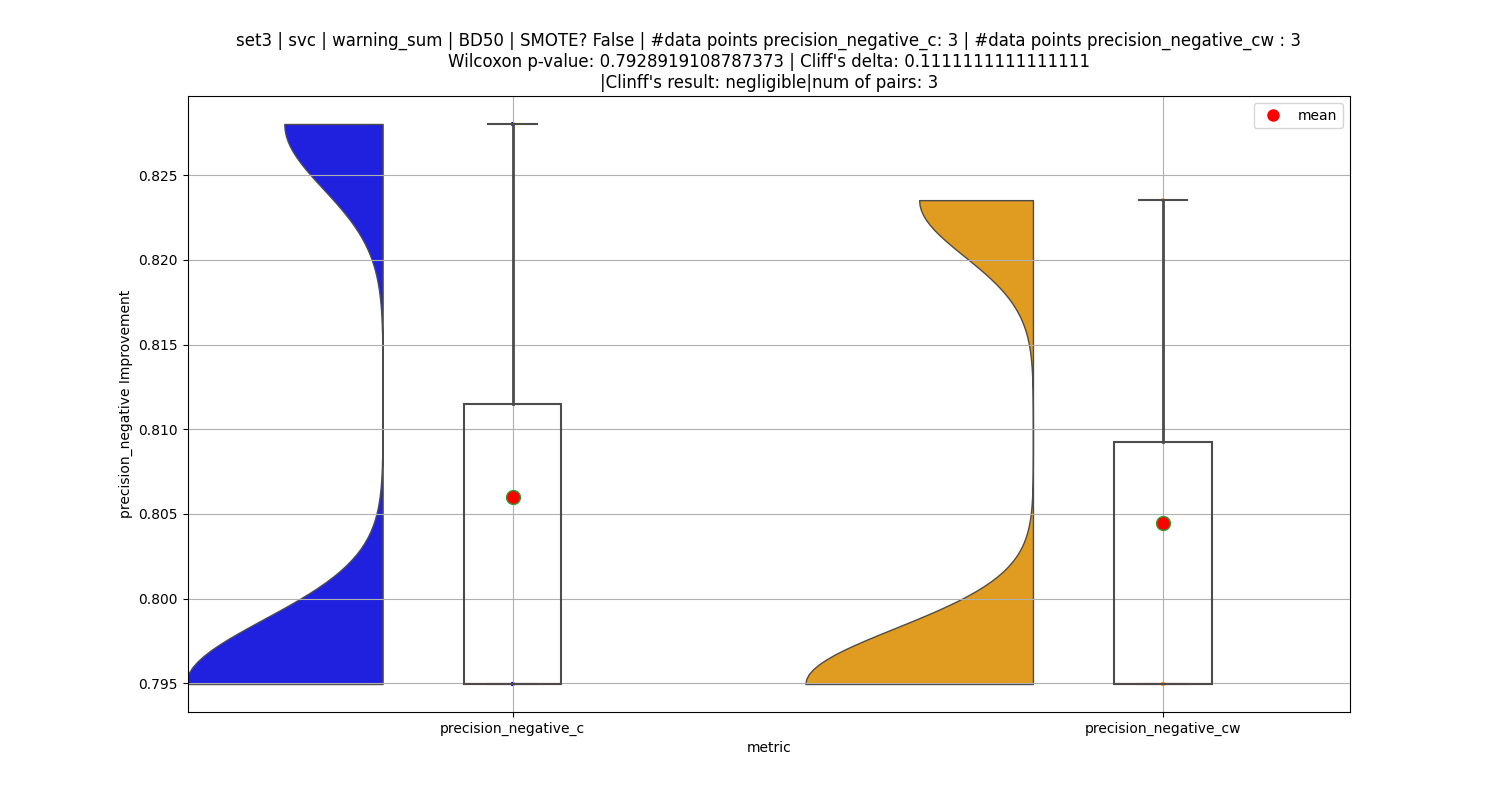 set3 | svc | warning_sum | BD50 | SMOTE? False | #data points precision_negative_c: 3 | #data points precision_negative_cw : 3
Wilcoxon p-value: 0.7928919108787373 | Cliff's delta: 0.1111111111111111
|Clinff's result: negligible|num of pairs: 3
mean
0.825
0.820
0.815
0.810
0.805
0.800
0.795
precision_negative Improvement
precision_negative_c
precision_negative_cw
metric